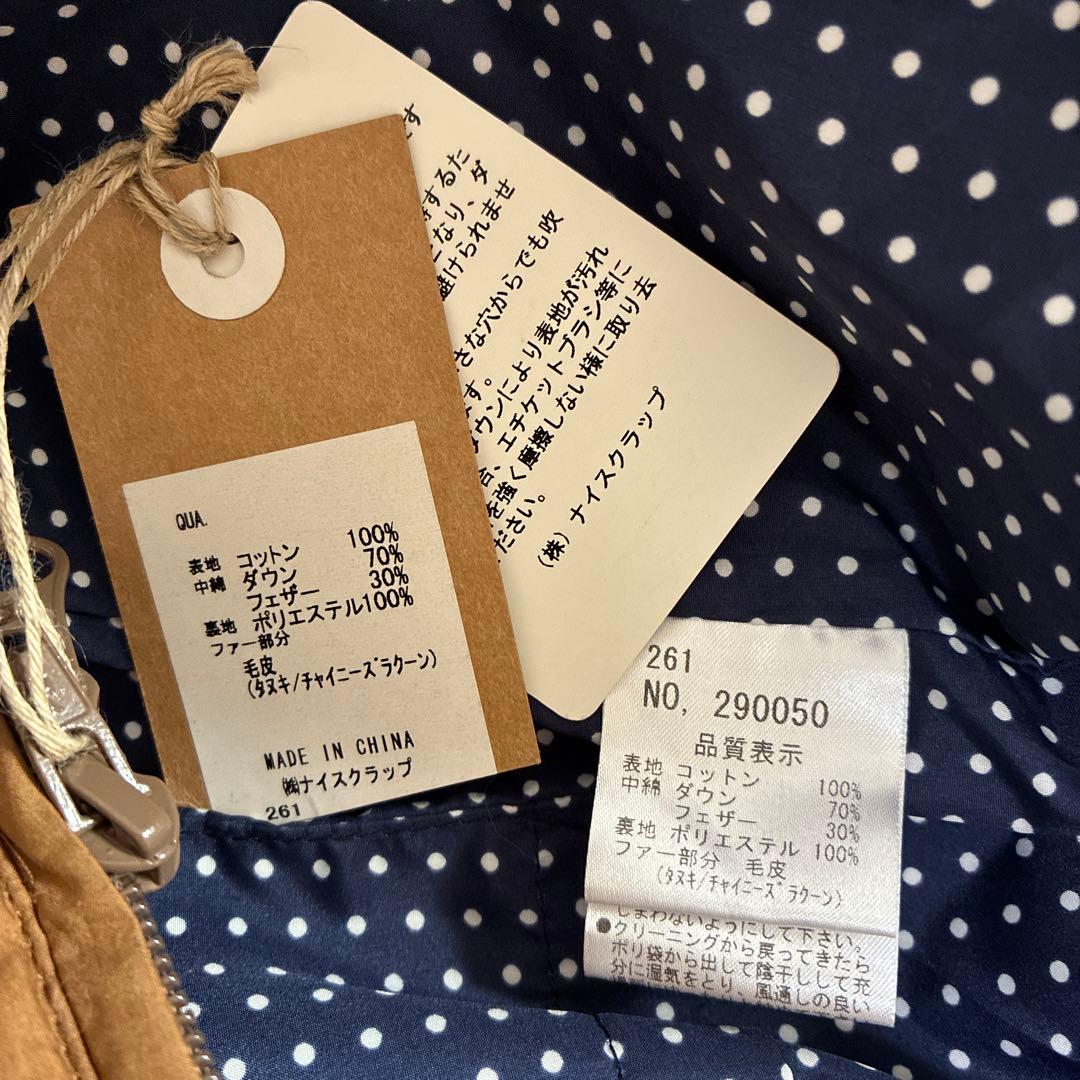 QUA.
表地 コットン 100%
中綿 ダウン 70%
フェザー 30%
裏地 ポリエステル100%
ファー部分
毛皮
(タヌキ/チャイニーズラクーン)
MADE IN CHINA
㈱ナイスクラップ
261
するた
なり、ダ
避けられませ
さな穴からでも吹
ます。
ダウンにより表地が汚れ
合、エチケットブラシ等に
を強く摩擦しない様に取り去
ださい。
(株) ナイスクラップ
261
NO. 290050
品質表示
表地 コットン 100%
中綿 ダウン 70%
フェザー 30%
裏地 ポリエステル 100%
ファー部分 毛皮
(タヌキ/チャイニーズラクーン)
しまわないようにして下さい。
●クリーニングから戻ってきたら
ポリ袋から出して陰干しして充
分に湿気をとり、風通しの良い